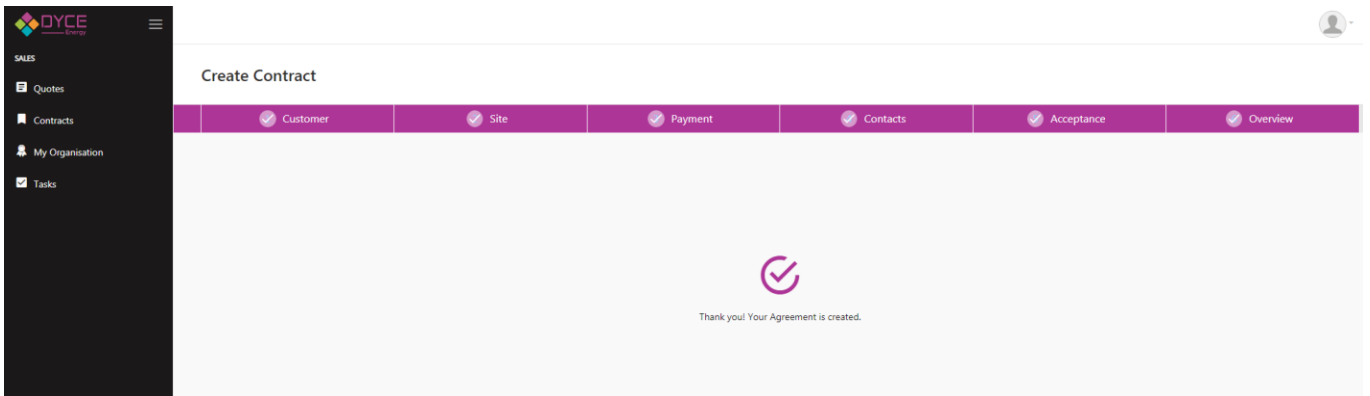 DYCE
Energy
SALES
Quotes
Contracts
My Organisation
Tasks
Create Contract
Customer
Site
Payment
Contacts
Acceptance
Overview
Thank you! Your Agreement is created.